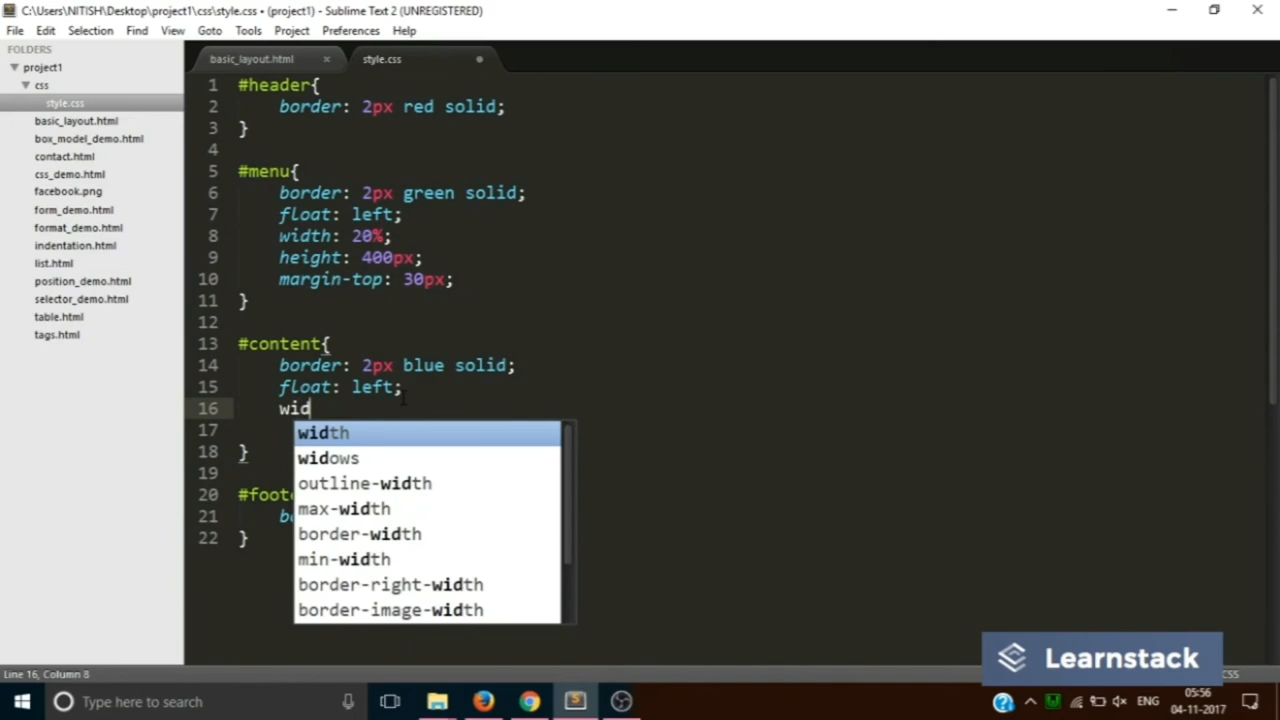 C:\Users\NITISH\Desktop\project1\css\style.css • (project1) - Sublime Text 2 (UNREGISTERED)
File Edit Selection Find View Goto Tools Project Preferences Help
FOLDERS
project1
css
style.css
basic_layout.html
box_model_demo.html
contact.html
css_demo.html
facebook.png
form_demo.html
format_demo.html
indentation.html
list.html
position_demo.html
selector_demo.html
table.html
tags.html
basic_layout.html × style.css
1 #header{
2 border: 2px red solid;
3 }
4
5 #menu{
6 border: 2px green solid;
7 float: left;
8 width: 20%;
9 height: 400px;
10 margin-top: 30px;
11 }
12
13 #content{
14 border: 2px blue solid;
15 float: left;
16 wid
17
18 }
19
20 #foote
21 bo
22 }
width
widows
outline-width
max-width
border-width
min-width
border-right-width
border-image-width
Learnstack
Line 16, Column 8
CSS
Type here to search
ENG
05:56
04-11-2017